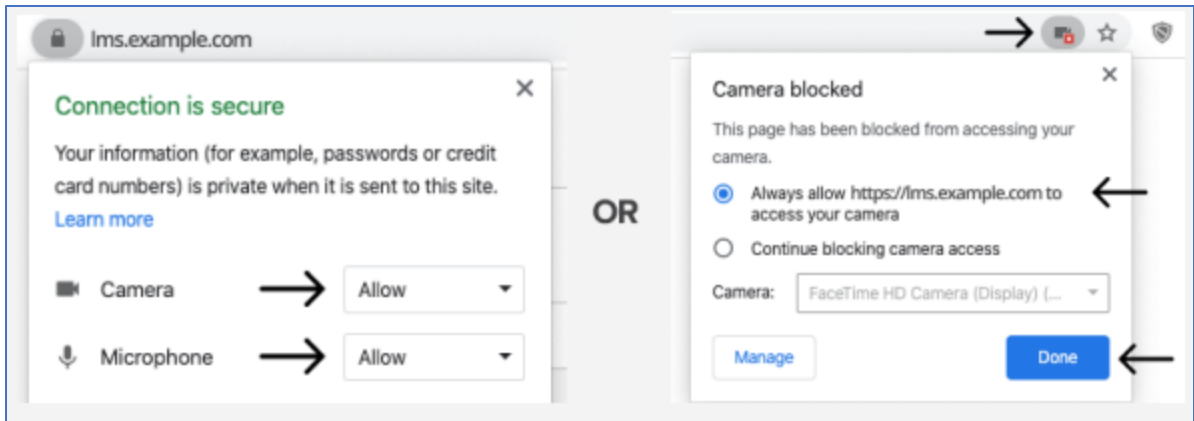 lms.example.com
Connection is secure
Your information (for example, passwords or credit
card numbers) is private when it is sent to this site.
Learn more
Camera
Allow
Microphone
Allow
OR
Camera blocked
This page has been blocked from accessing your
camera.
Always allow https://lms.example.com to
access your camera
Continue blocking camera access
Camera:
FaceTime HD Camera (Display) (...
Manage
Done